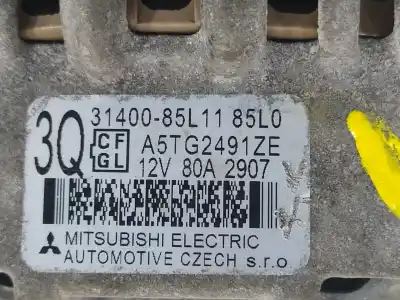 31400-85L11 85L0
3Q CF GL A5TG2491ZE
12V 80A 2907
MITSUBISHI ELECTRIC
AUTOMOTIVE CZECH s.r.o